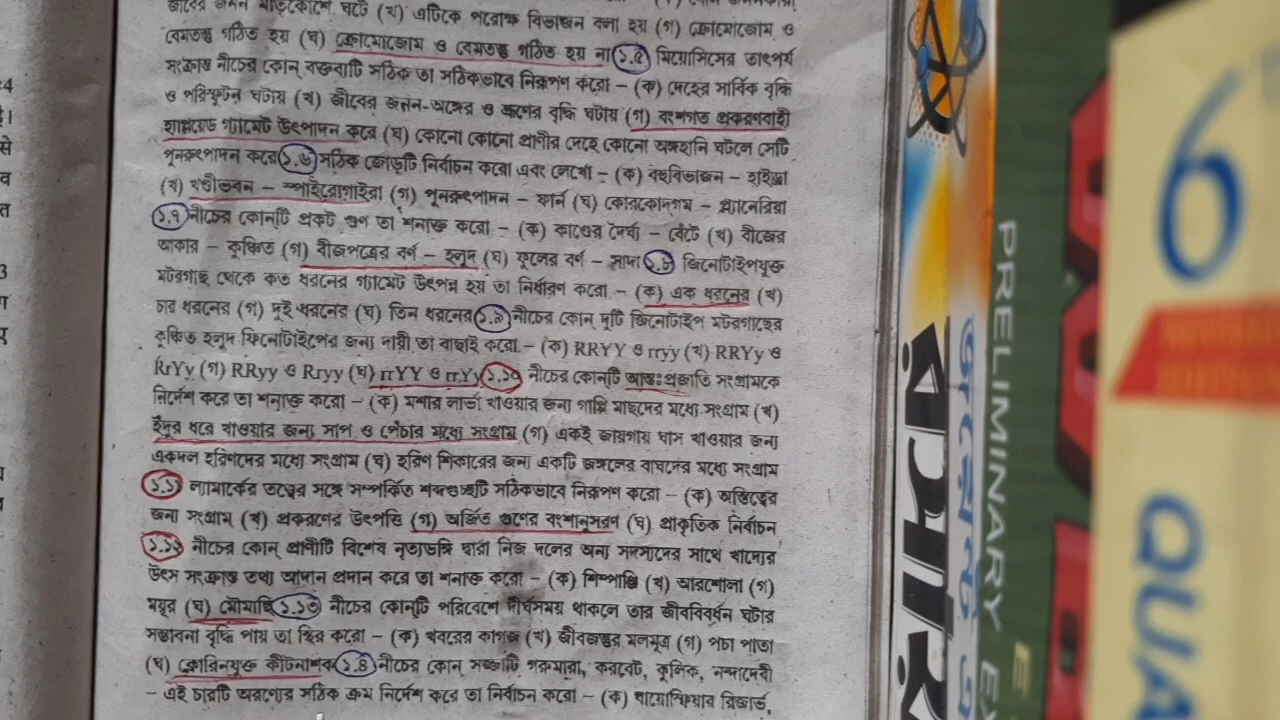 জীবের জনন মাতৃকোশে ঘটে (খ) এটিকে পরোক্ষ বিভাজন বলা হয় (গ) ক্রোমোজোম ও
বেমতন্তু গঠিত হয় (ঘ) ক্রোমোজোম ও বেমতন্তু গঠিত হয় না ১.৫ মিয়োসিসের তাৎপর্য
সংক্রান্ত নীচের কোন্ বক্তব্যটি সঠিক তা সঠিকভাবে নিরূপণ করো – (ক) দেহের সার্বিক বৃদ্ধি
ও পরিস্ফুটন ঘটায় (খ) জীবের জনন-অঙ্গের ও ভ্রূণের বৃদ্ধি ঘটায় (গ) বংশগত প্রকরণবাহী
হ্যাপ্লয়েড গ্যামেট উৎপাদন করে (ঘ) কোনো কোনো প্রাণীর দেহে কোনো অঙ্গহানি ঘটলে সেটি
পুনরুৎপাদন করে ১.৬ সঠিক জোড়টি নির্বাচন করো এবং লেখো – (ক) বহুবিভাজন – হাইড্রা
(খ) খণ্ডীভবন – স্পাইরোগাইরা (গ) পুনরুৎপাদন – ফার্ন (ঘ) কোরকোদগম – প্ল্যানেরিয়া
১.৭ নীচের কোনটি প্রকট গুণ তা শনাক্ত করো – (ক) কাণ্ডের দৈর্ঘ্য – বেঁটে (খ) বীজের
আকার – কুঞ্চিত (গ) বীজপত্রের বর্ণ – হলুদ (ঘ) ফুলের বর্ণ – সাদা ১.৮ জিনোটাইপযুক্ত
মটরগাছ থেকে কত ধরনের গ্যামেট উৎপন্ন হয় তা নির্ধারণ করো – (ক) এক ধরনের (খ)
চার ধরনের (গ) দুই ধরনের (ঘ) তিন ধরনের ১.৯ নীচের কোন্ দুটি জিনোটাইপ মটরগাছের
কুঞ্চিত হলুদ ফিনোটাইপের জন্য দায়ী তা বাছাই করো – (ক) RRYY ও rryy (খ) RRYy ও
RrYy (গ) RRyy ও Rryy (ঘ) rrYY ও rrYy ১.১০ নীচের কোনটি আন্তঃপ্রজাতি সংগ্রামকে
নির্দেশ করে তা শনাক্ত করো – (ক) মশার লার্ভা খাওয়ার জন্য গাপ্পি মাছদের মধ্যে সংগ্রাম (খ)
ইঁদুর ধরে খাওয়ার জন্য সাপ ও পেঁচার মধ্যে সংগ্রাম (গ) একই জায়গায় ঘাস খাওয়ার জন্য
একদল হরিণদের মধ্যে সংগ্রাম (ঘ) হরিণ শিকারের জন্য একটি জঙ্গলের বাঘদের মধ্যে সংগ্রাম
১.১১ ল্যামার্কের তত্ত্বের সঙ্গে সম্পর্কিত শব্দগুচ্ছটি সঠিকভাবে নিরূপণ করো – (ক) অস্তিত্বের
জন্য সংগ্রাম (খ) প্রকরণের উৎপত্তি (গ) অর্জিত গুণের বংশানুসরণ (ঘ) প্রাকৃতিক নির্বাচন
১.১২ নীচের কোন্ প্রাণীটি বিশেষ নৃত্যভঙ্গি দ্বারা নিজ দলের অন্য সদস্যদের সাথে খাদ্যের
উৎস সংক্রান্ত তথ্য আদান প্রদান করে তা শনাক্ত করো – (ক) শিম্পাঞ্জি (খ) আরশোলা (গ)
ময়ূর (ঘ) মৌমাছি ১.১৩ নীচের কোনটি পরিবেশে দীর্ঘসময় থাকলে তার জীববিবর্ধন ঘটার
সম্ভাবনা বৃদ্ধি পায় তা স্থির করো – (ক) খবরের কাগজ (খ) জীবজন্তুর মলমূত্র (গ) পচা পাতা
(ঘ) ক্লোরিনযুক্ত কীটনাশক ১.১৪ নীচের কোন্ সজ্জাটি গরুমারা, করবেট, কুলিক, নন্দাদেবী
– এই চারটি অরণ্যের সঠিক ক্রম নির্দেশ করে তা নির্বাচন করো – (ক) বায়োস্ফিয়ার রিজার্ভ,
PRELIMINARY
QUA